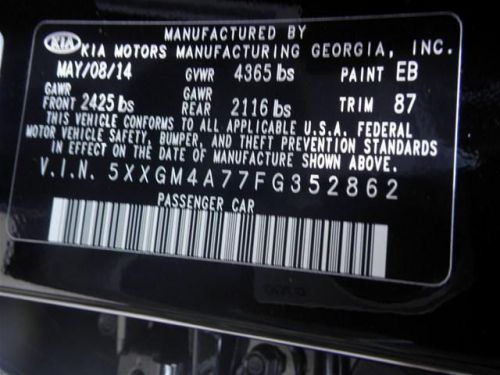 MANUFACTURED BY
KIA KIA MOTORS MANUFACTURING GEORGIA, INC.
MAY/08/14 GVWR 4365 lbs PAINT EB
GAWR FRONT 2425 lbs GAWR REAR 2116 lbs TRIM 87
THIS VEHICLE CONFORMS TO ALL APPLICABLE U.S.A. FEDERAL
MOTOR VEHICLE SAFETY, BUMPER, AND THEFT PREVENTION STANDARDS
IN EFFECT ON THE DATE OF MANUFACTURE SHOWN ABOVE.
V.I.N. 5XXGM4A77FG352862
PASSENGER CAR